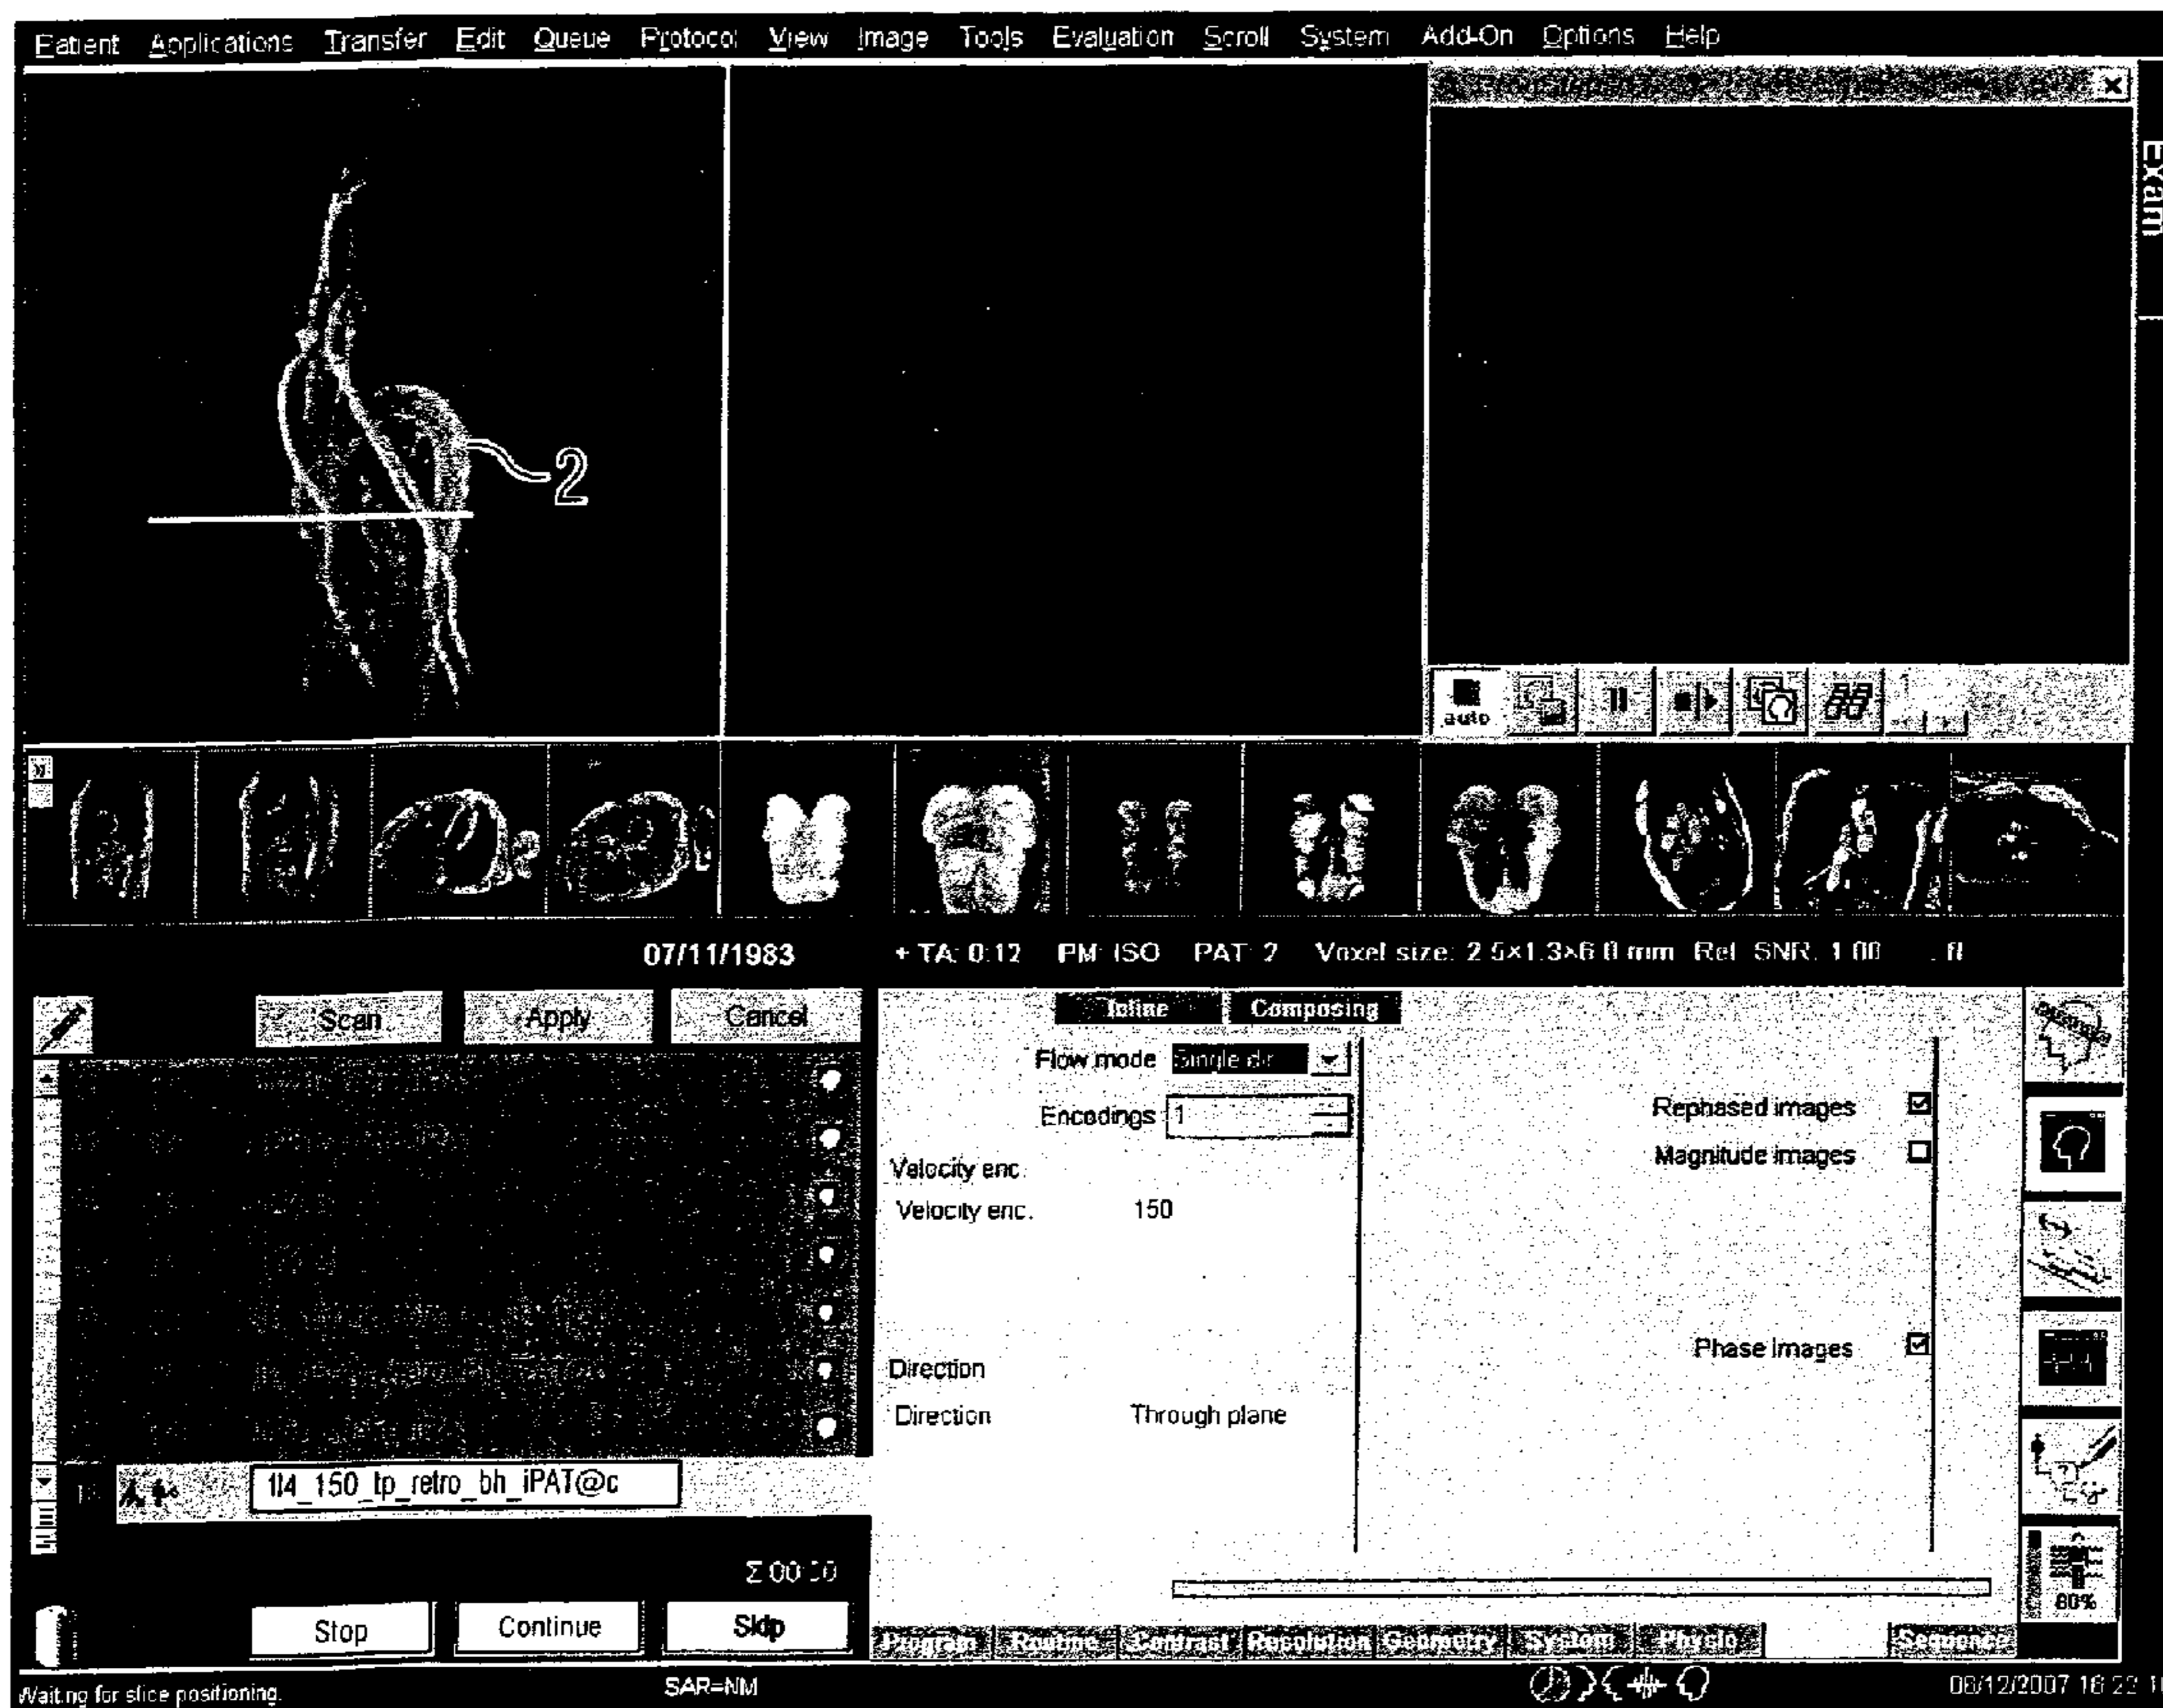 Patient Applications Transfer Edit Queue Protocol View Image Tools Evaluation Scroll System Add-On Options Help
Exam
2
auto
07/11/1983 + TA: 0:12 PM: ISO PAT: 2 Voxel size: 2.5×1.3×6.0 mm Rel. SNR: 1.00
Scan Apply Cancel
Inline Composing
Flow mode Single dir
Encodings 1
Rephased images
Magnitude images
Velocity enc.
Velocity enc. 150
Phase images
Direction
Direction Through plane
_150_tp_retro_bh_iPAT@c
Stop Continue Skip
80%
Program Routine Contrast Resolution Geometry System Physio Sequence
Waiting for slice positioning.
SAR=NM